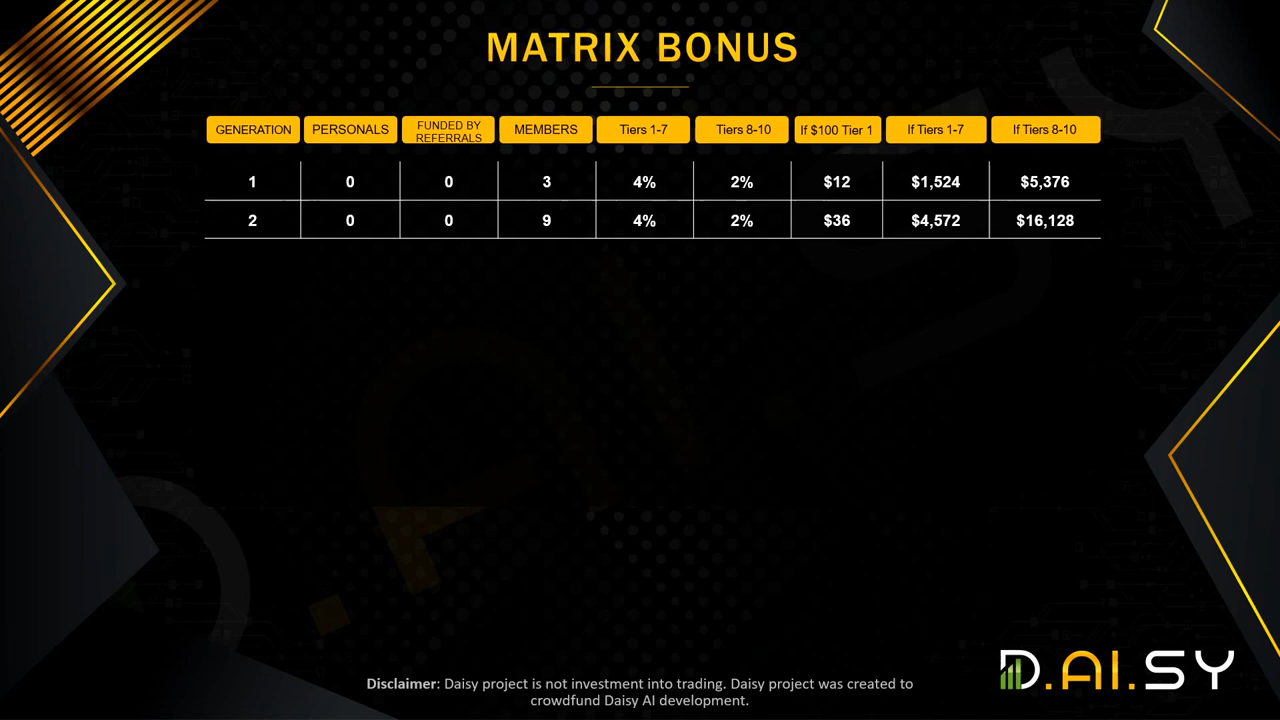 MATRIX BONUS
GENERATION PERSONALS FUNDED BY REFERRALS MEMBERS Tiers 1-7 Tiers 8-10 If $100 Tier 1 If Tiers 1-7 If Tiers 8-10
1 0 0 3 4% 2% $12 $1,524 $5,376
2 0 0 9 4% 2% $36 $4,572 $16,128
Disclaimer: Daisy project is not investment into trading. Daisy project was created to
crowdfund Daisy AI development.
D.AI.SY